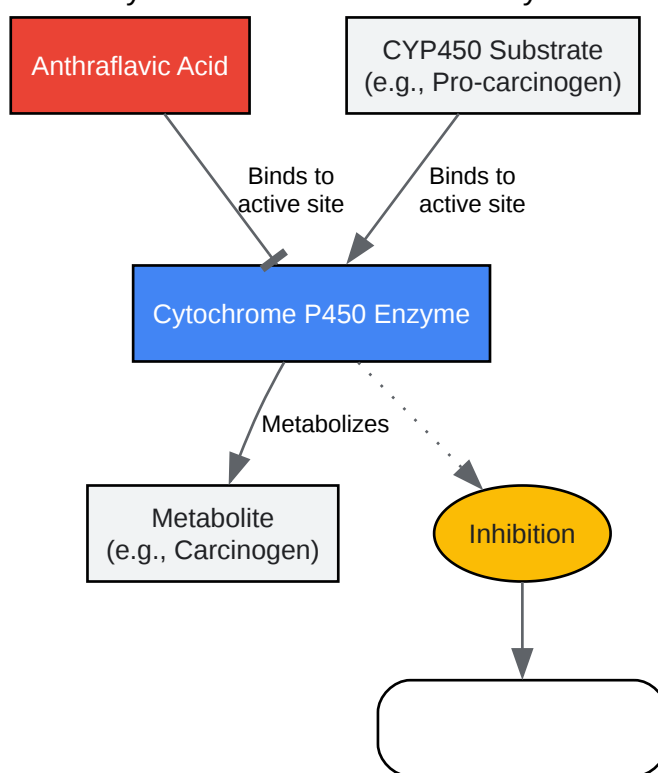 Anthraflavic Acid
CYP450 Substrate
(e.g., Pro-carcinogen)
Binds to
active site
Binds to
active site
Cytochrome P450 Enzyme
Metabolizes
Metabolite
(e.g., Carcinogen)
Inhibition